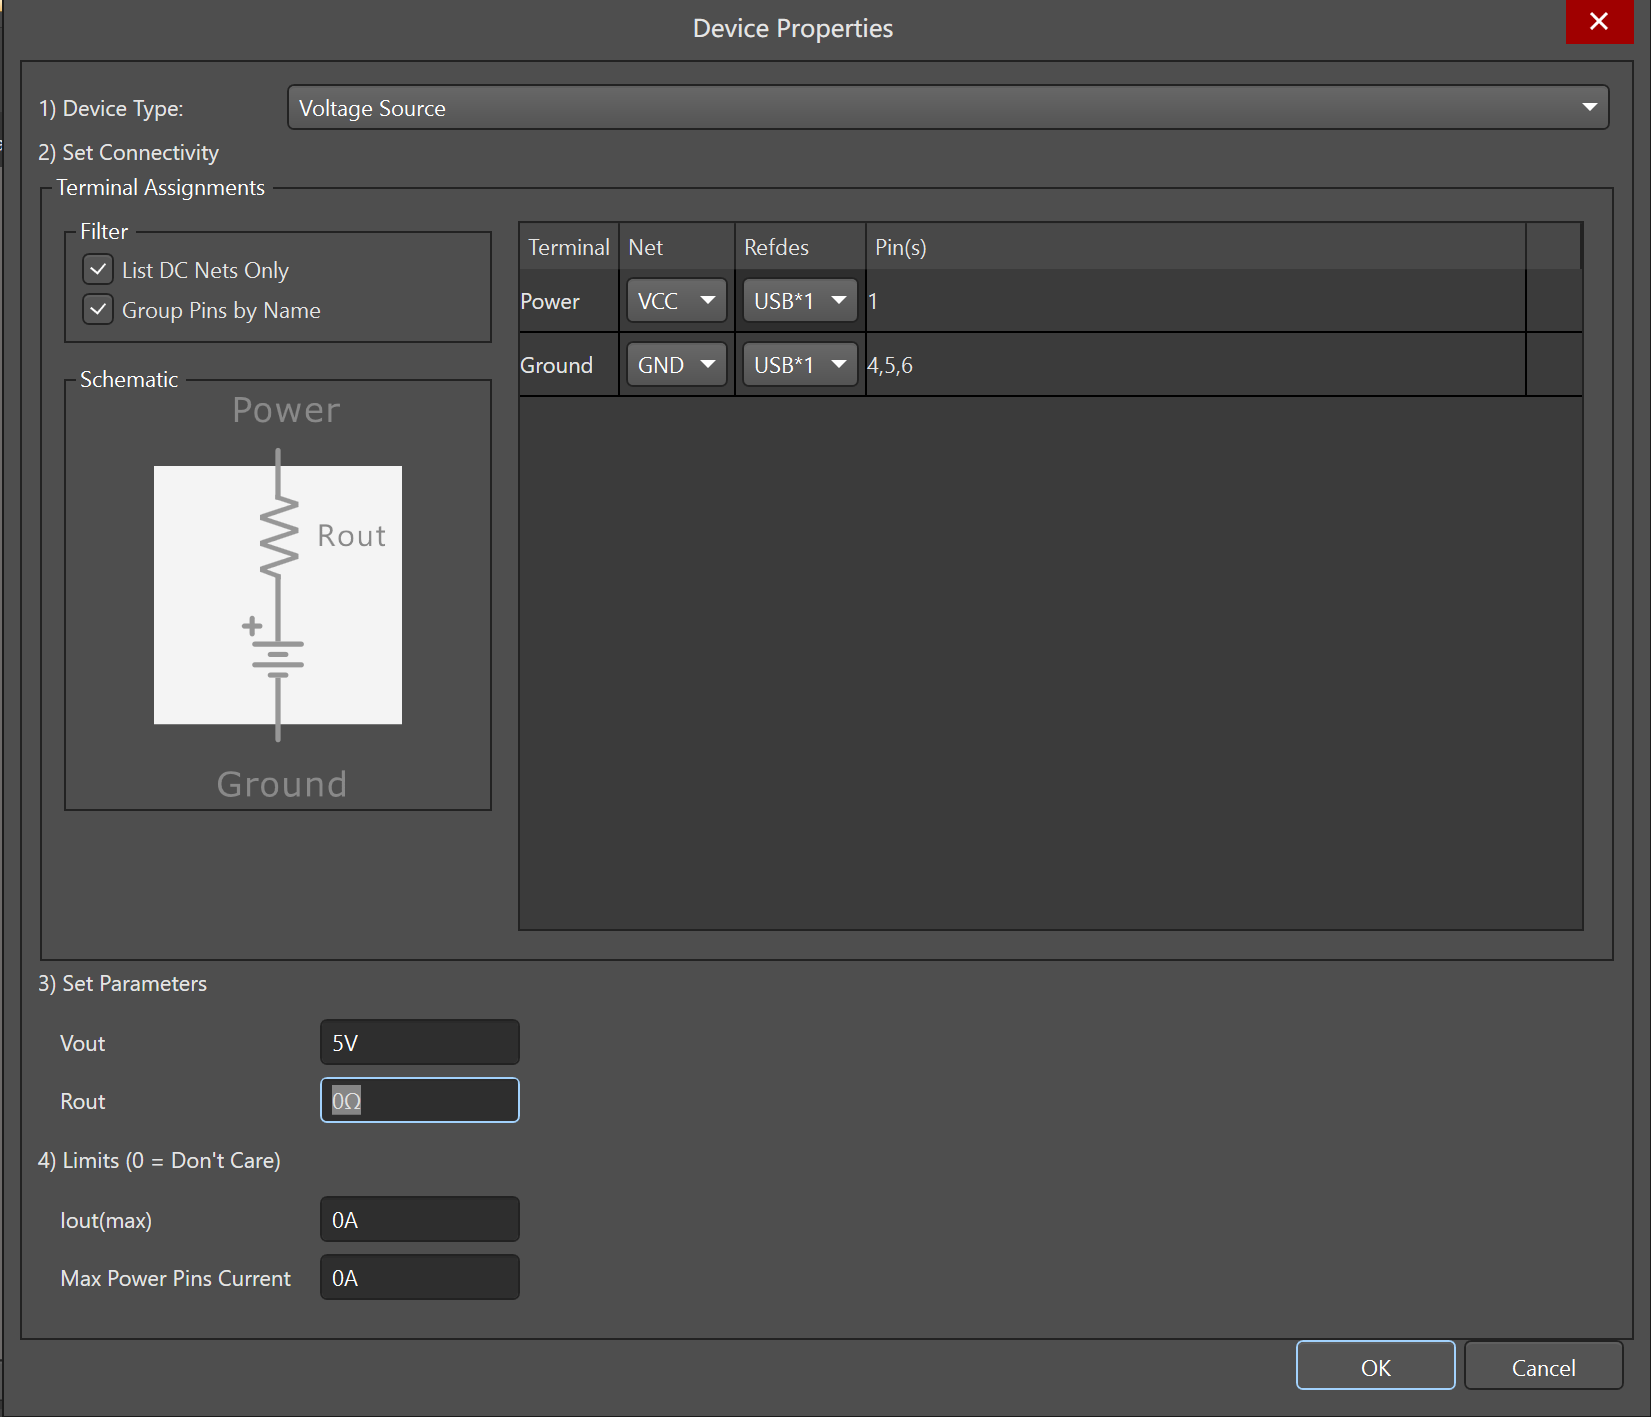 Device Properties
1) Device Type:
Voltage Source
2) Set Connectivity
Terminal Assignments
Filter
List DC Nets Only
Group Pins by Name
Terminal Net Refdes Pin(s)
Power VCC USB*1 1
Ground GND USB*1 4,5,6
Schematic
Power
Rout
+
Ground
3) Set Parameters
Vout 5V
Rout 0Ω
4) Limits (0 = Don't Care)
Iout(max) 0A
Max Power Pins Current 0A
OK Cancel